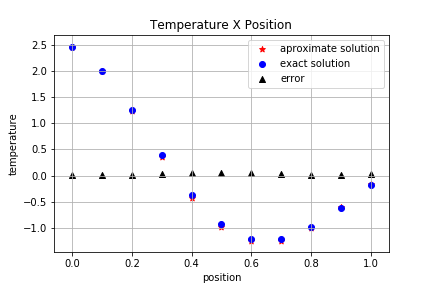 Temperature X Position
2.5
2.0
1.5
1.0
0.5
0.0
−0.5
−1.0
temperature
aproximate solution
exact solution
error
0.0 0.2 0.4 0.6 0.8 1.0
position